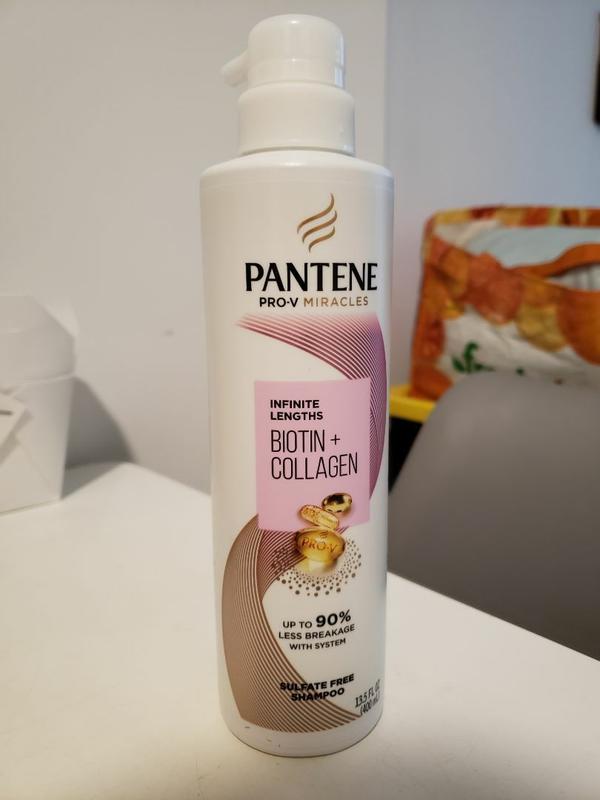 PANTENE
PRO-V MIRACLES
INFINITE
LENGTHS
BIOTIN +
COLLAGEN
PRO-V
UP TO 90%
LESS BREAKAGE
WITH SYSTEM
SULFATE FREE
SHAMPOO
13.5 FL OZ
(400 mL)